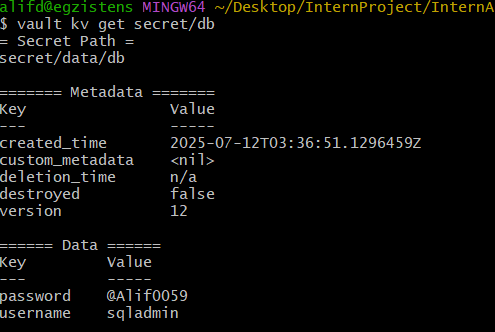 alifd@egzistens MINGW64 ~/Desktop/InternProject/InternA
$ vault kv get secret/db
= Secret Path =
secret/data/db

======= Metadata =======
Key                Value
---                -----
created_time       2025-07-12T03:36:51.1296459Z
custom_metadata    <nil>
deletion_time      n/a
destroyed          false
version            12

====== Data ======
Key         Value
---         -----
password    @Alif0059
username    sqladmin